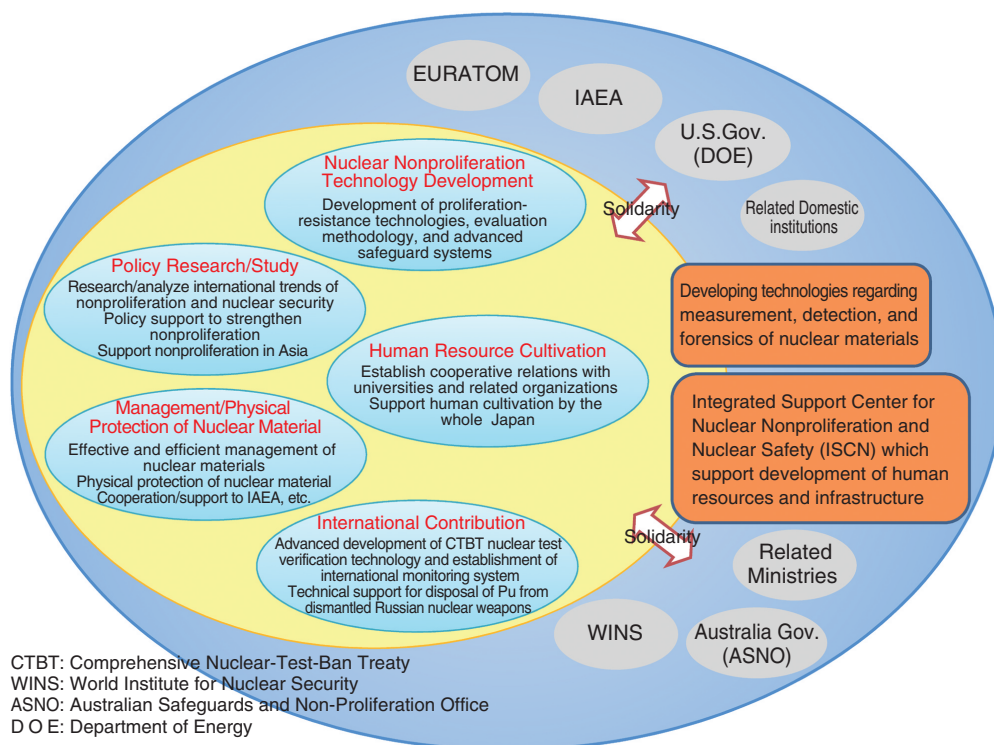 EURATOM
IAEA
U.S.Gov.
(DOE)
Related Domestic
institutions
Nuclear Nonproliferation
Technology Development
Development of proliferation-
resistance technologies, evaluation
methodology, and advanced
safeguard systems
Solidarity
Policy Research/Study
Research/analyze international trends of
nonproliferation and nuclear security
Policy support to strengthen
nonproliferation
Support nonproliferation in Asia
Developing technologies regarding
measurement, detection, and
forensics of nuclear materials
Human Resource Cultivation
Establish cooperative relations with
universities and related organizations
Support human cultivation by the
whole Japan
Management/Physical
Protection of Nuclear Material
Effective and efficient management of
nuclear materials
Physical protection of nuclear material
Cooperation/support to IAEA, etc.
Integrated Support Center for
Nuclear Nonproliferation and
Nuclear Safety (ISCN) which
support development of human
resources and infrastructure
International Contribution
Advanced development of CTBT nuclear test
verification technology and establishment of
international monitoring system
Technical support for disposal of Pu from
dismantled Russian nuclear weapons
Solidarity
Related
Ministries
WINS
Australia Gov.
(ASNO)
CTBT: Comprehensive Nuclear-Test-Ban Treaty
WINS: World Institute for Nuclear Security
ASNO: Australian Safeguards and Non-Proliferation Office
D O E: Department of Energy